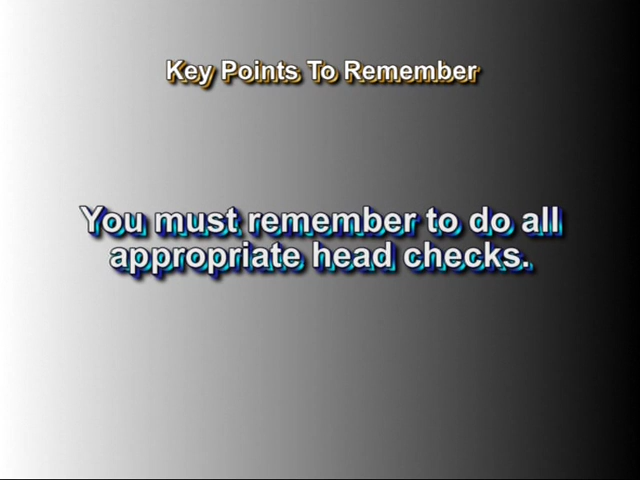 Key Points To Remember
You must remember to do all
appropriate head checks.